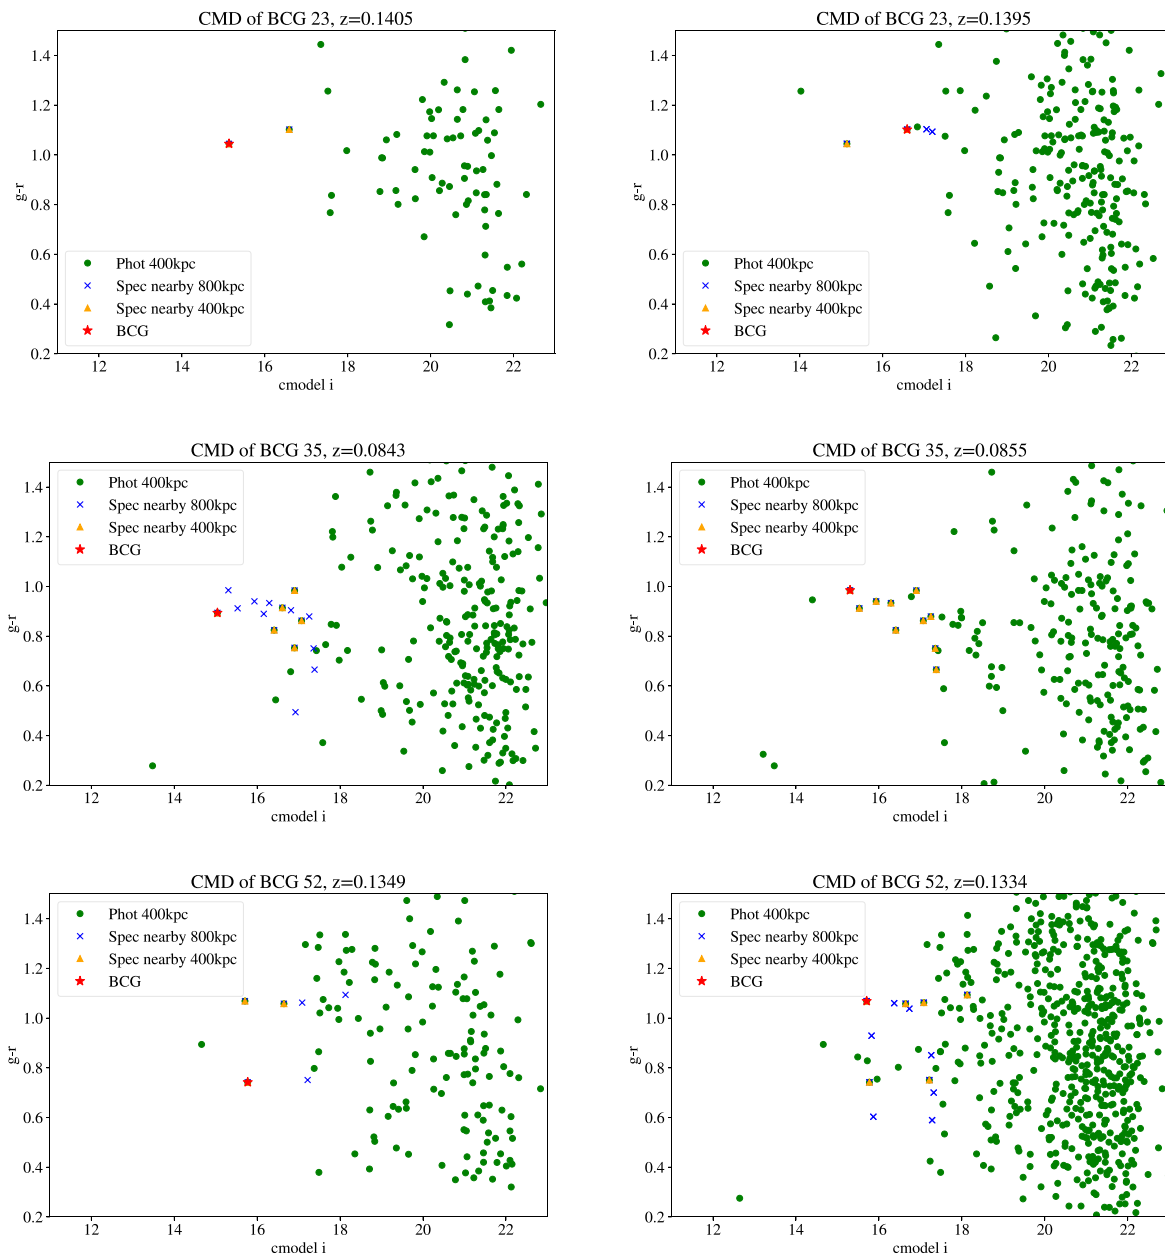 CMD of BCG 23, z=0.1405
g-r
1.4
1.2
1.0
0.8
0.6
0.4
0.2
Phot 400kpc
Spec nearby 800kpc
Spec nearby 400kpc
BCG
12 14 16 18 20 22
cmodel i
CMD of BCG 23, z=0.1395
g-r
1.4
1.2
1.0
0.8
0.6
0.4
0.2
Phot 400kpc
Spec nearby 800kpc
Spec nearby 400kpc
BCG
12 14 16 18 20 22
cmodel i
CMD of BCG 35, z=0.0843
g-r
1.4
1.2
1.0
0.8
0.6
0.4
0.2
Phot 400kpc
Spec nearby 800kpc
Spec nearby 400kpc
BCG
12 14 16 18 20 22
cmodel i
CMD of BCG 35, z=0.0855
g-r
1.4
1.2
1.0
0.8
0.6
0.4
0.2
Phot 400kpc
Spec nearby 800kpc
Spec nearby 400kpc
BCG
12 14 16 18 20 22
cmodel i
CMD of BCG 52, z=0.1349
g-r
1.4
1.2
1.0
0.8
0.6
0.4
0.2
Phot 400kpc
Spec nearby 800kpc
Spec nearby 400kpc
BCG
12 14 16 18 20 22
cmodel i
CMD of BCG 52, z=0.1334
g-r
1.4
1.2
1.0
0.8
0.6
0.4
0.2
Phot 400kpc
Spec nearby 800kpc
Spec nearby 400kpc
BCG
12 14 16 18 20 22
cmodel i